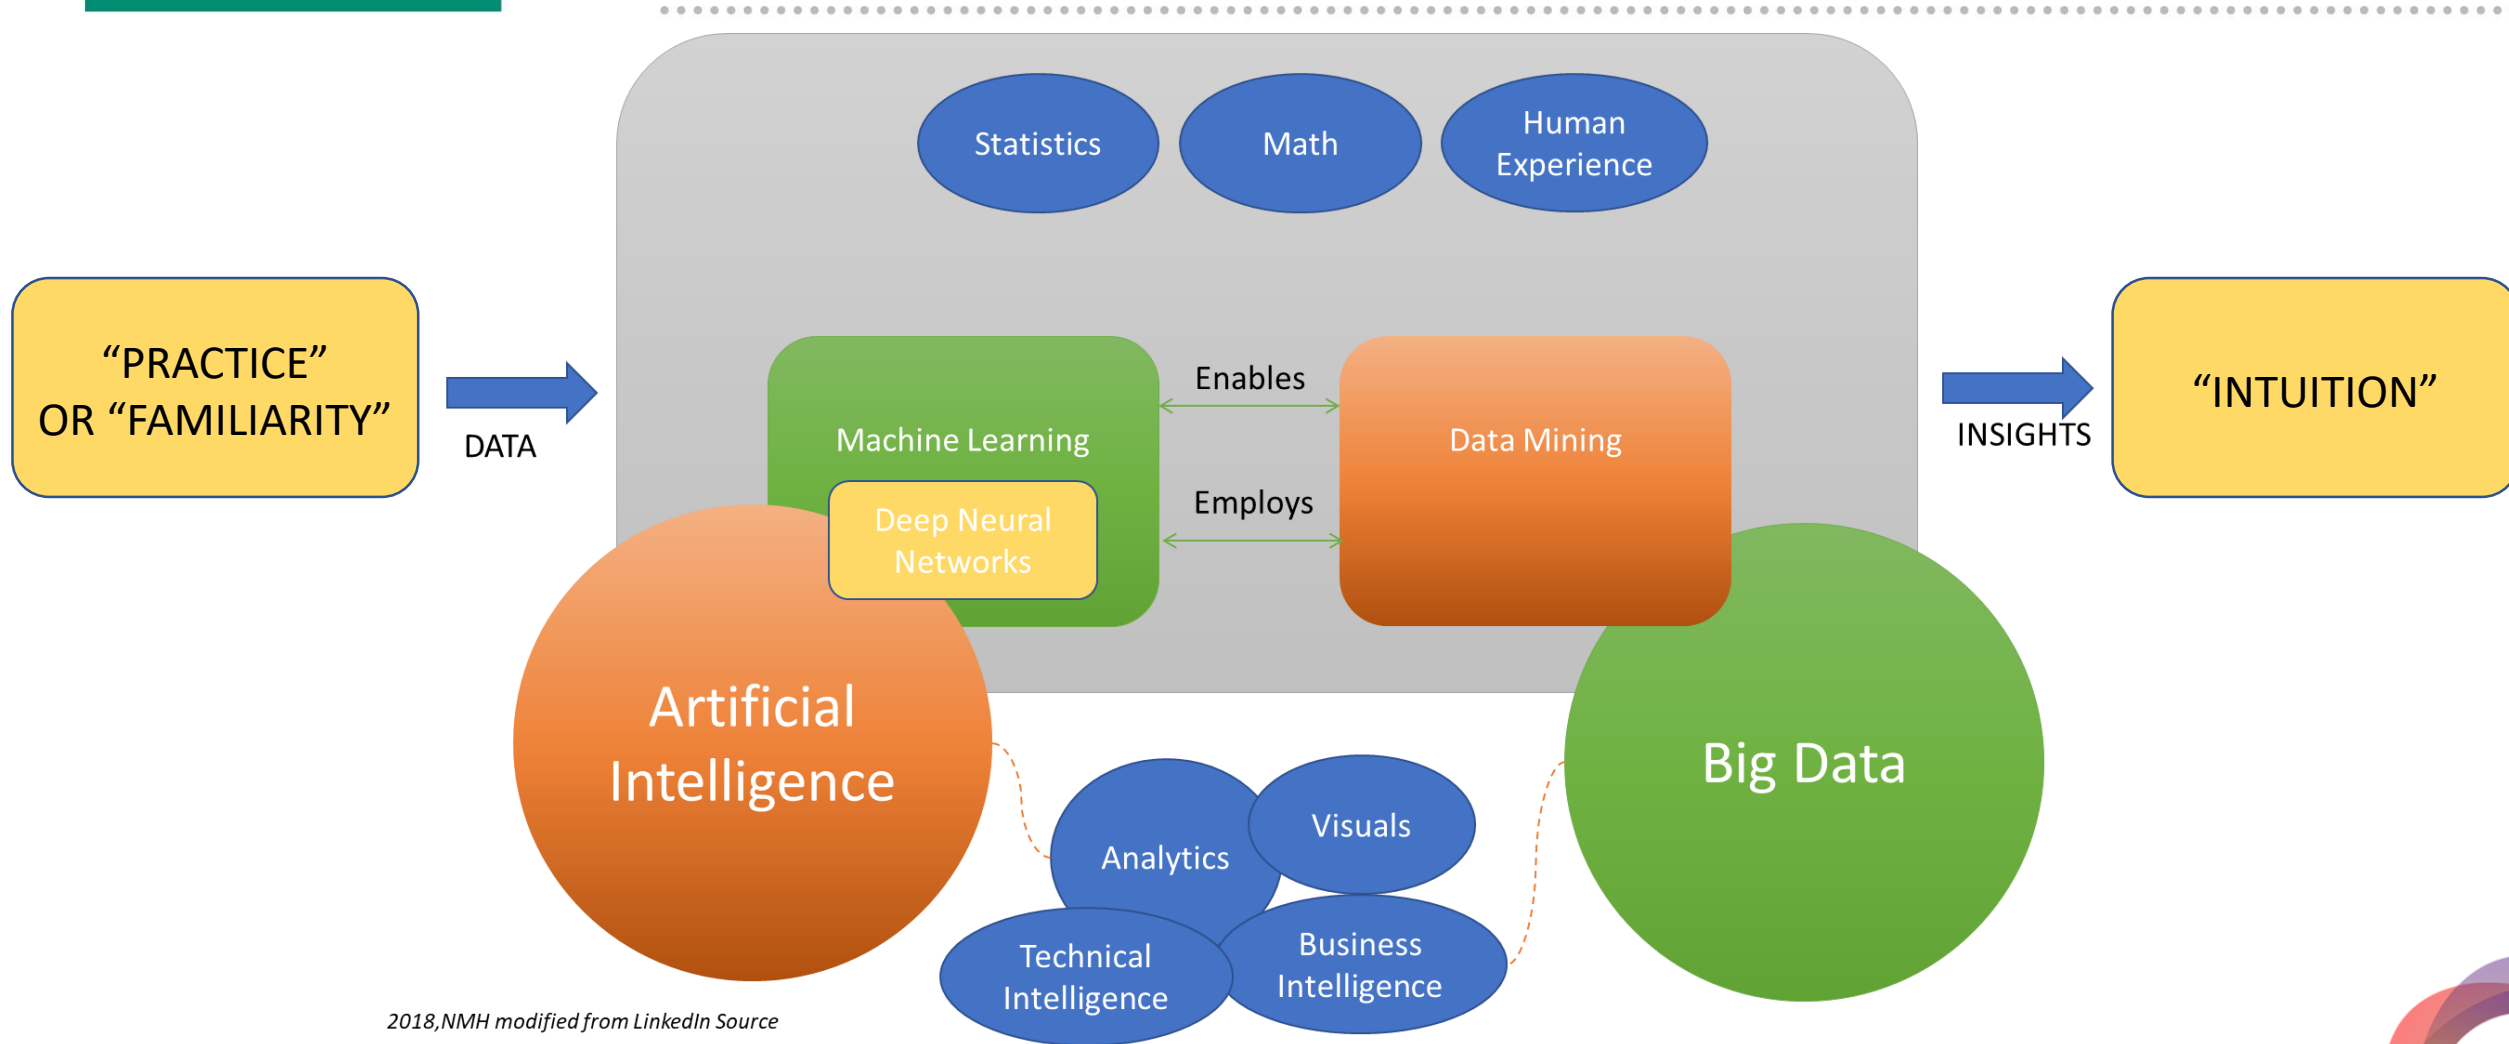 Statistics
Math
Human
Experience
“PRACTICE”
OR “FAMILIARITY”
DATA
Machine Learning
Enables
Employs
Data Mining
Deep Neural
Networks
INSIGHTS
“INTUITION”
Artificial
Intelligence
Big Data
Analytics
Visuals
Technical
Intelligence
Business
Intelligence
2018,NMH modified from LinkedIn Source